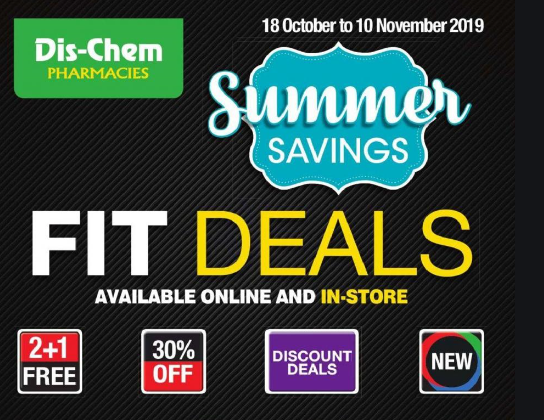 18 October to 10 November 2019
Dis-Chem
PHARMACIES
Summer
SAVINGS
FIT DEALS
AVAILABLE ONLINE AND IN-STORE
2+1
FREE
30%
OFF
DISCOUNT
DEALS
NEW